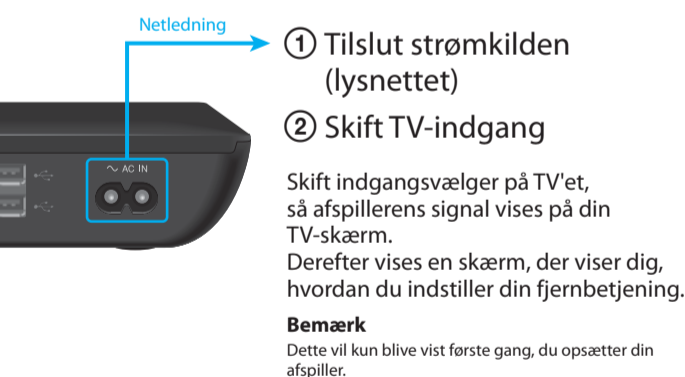 Netledning
① Tilslut strømkilden
(lysnettet)
② Skift TV-indgang
～ AC IN
Skift indgangsvælger på TV'et,
så afspillerens signal vises på din
TV-skærm.
Derefter vises en skærm, der viser dig,
hvordan du indstiller din fjernbetjening.
Bemærk
Dette vil kun blive vist første gang, du opsætter din
afspiller.